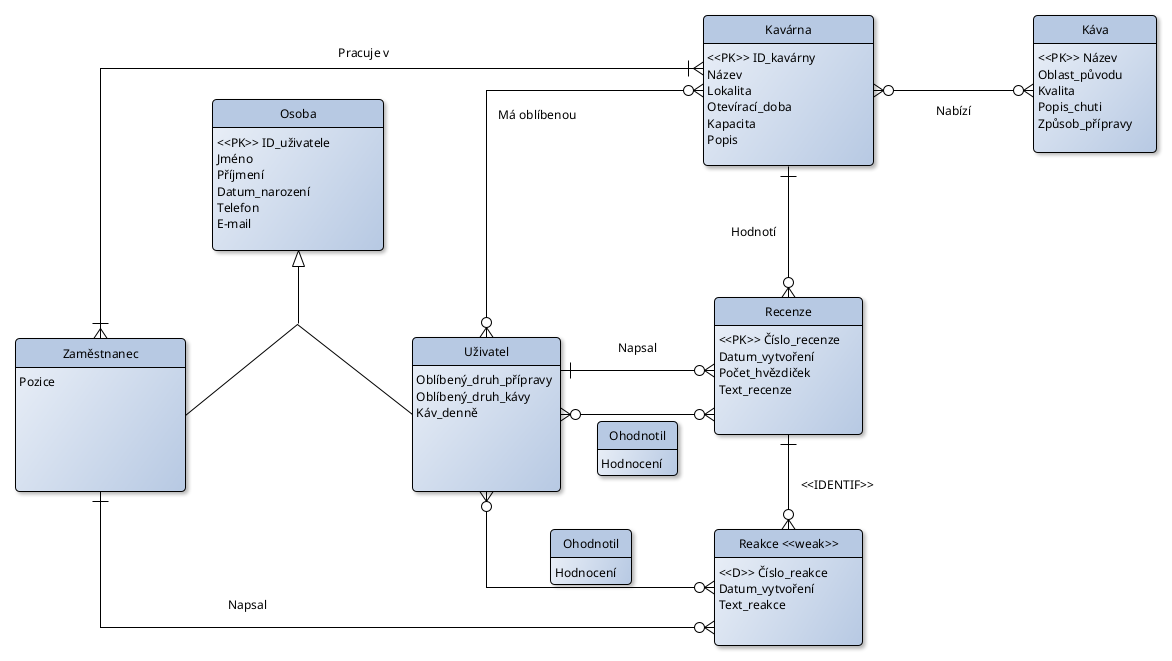 Kavárna
<<PK>> ID_kavárny
Název
Lokalita
Otevírací_doba
Kapacita
Popis
Káva
<<PK>> Název
Oblast_původu
Kvalita
Popis_chuti
Způsob_přípravy
Pracuje v
Má oblíbenou
Nabízí
Osoba
<<PK>> ID_uživatele
Jméno
Příjmení
Datum_narození
Telefon
E-mail
Hodnotí
Zaměstnanec
Pozice
Uživatel
Oblíbený_druh_přípravy
Oblíbený_druh_kávy
Káv_denně
Napsal
Recenze
<<PK>> Číslo_recenze
Datum_vytvoření
Počet_hvězdiček
Text_recenze
Ohodnotil
Hodnocení
<<IDENTIF>>
Ohodnotil
Hodnocení
Reakce <<weak>>
<<D>> Číslo_reakce
Datum_vytvoření
Text_reakce
Napsal